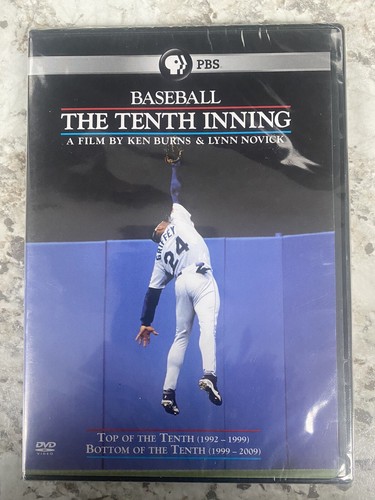 PBS
BASEBALL
THE TENTH INNING
A FILM BY KEN BURNS & LYNN NOVICK
GRIFFEY
24
TOP OF THE TENTH (1992 – 1999)
BOTTOM OF THE TENTH (1999 – 2009)
DVD
VIDEO